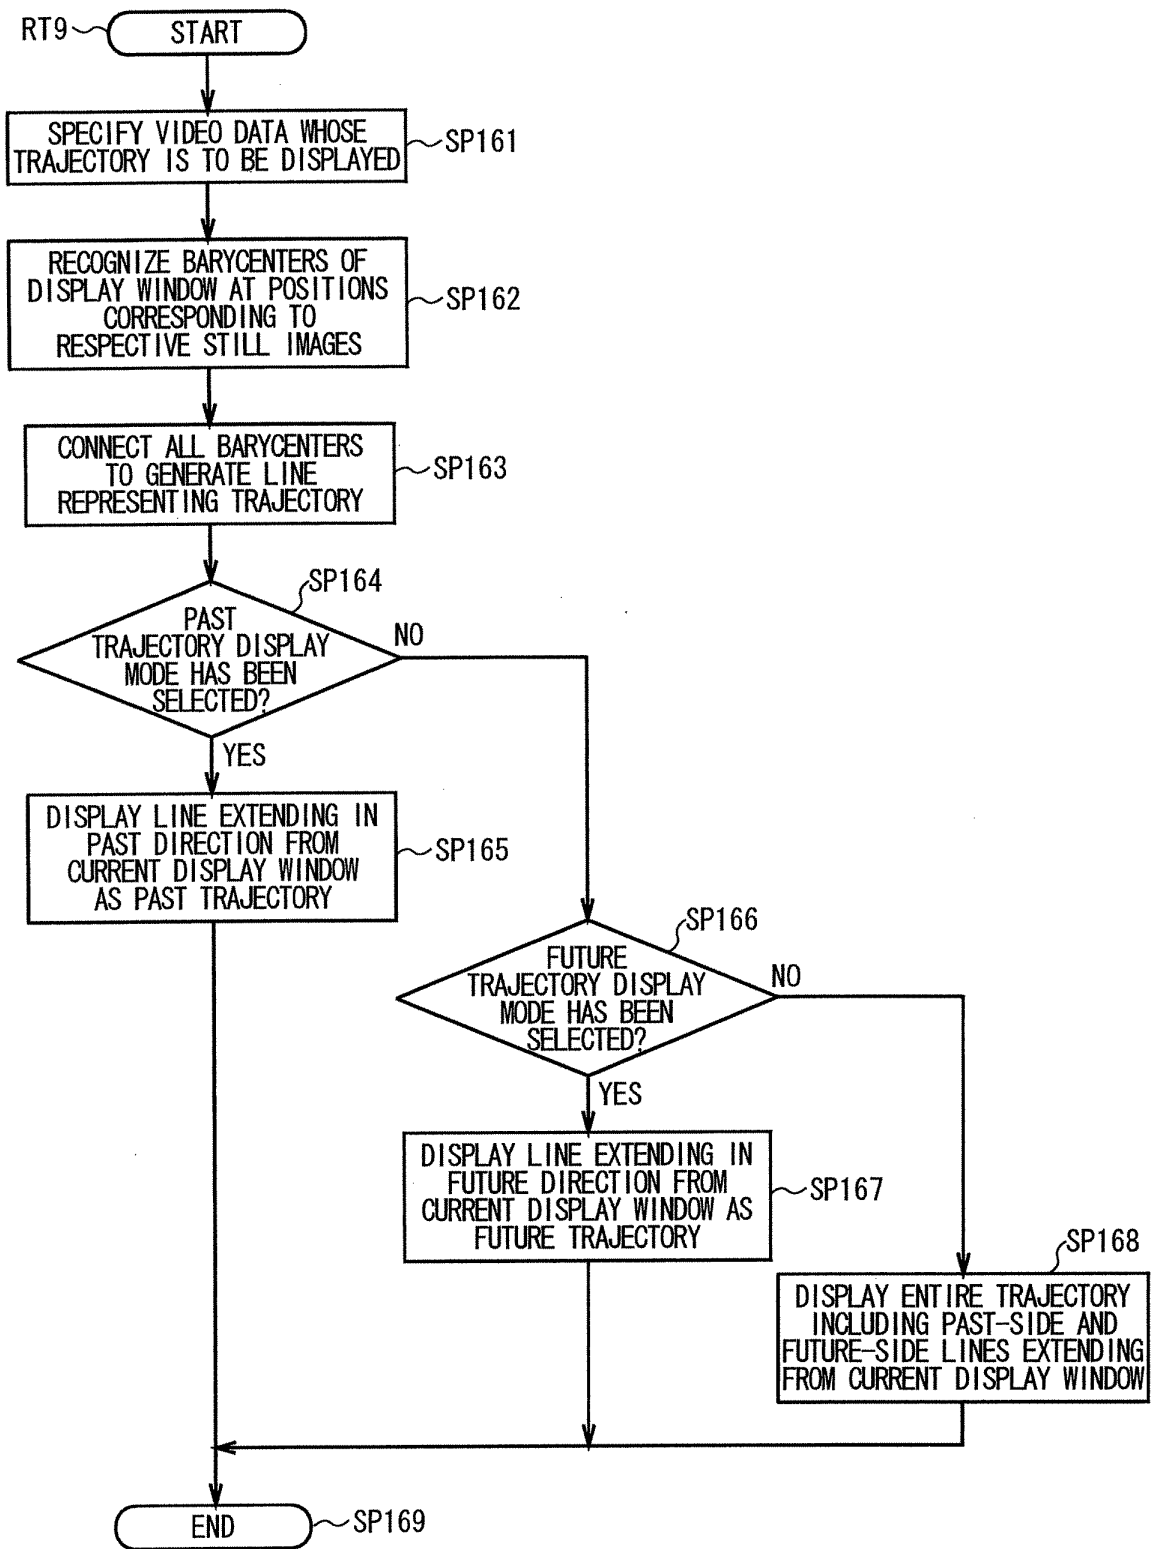 RT9
START
SPECIFY VIDEO DATA WHOSE
TRAJECTORY IS TO BE DISPLAYED
SP161
RECOGNIZE BARYCENTERS OF
DISPLAY WINDOW AT POSITIONS
CORRESPONDING TO
RESPECTIVE STILL IMAGES
SP162
CONNECT ALL BARYCENTERS
TO GENERATE LINE
REPRESENTING TRAJECTORY
SP163
SP164
PAST
TRAJECTORY DISPLAY
MODE HAS BEEN
SELECTED?
NO
YES
DISPLAY LINE EXTENDING IN
PAST DIRECTION FROM
CURRENT DISPLAY WINDOW
AS PAST TRAJECTORY
SP165
SP166
FUTURE
TRAJECTORY DISPLAY
MODE HAS BEEN
SELECTED?
NO
YES
DISPLAY LINE EXTENDING IN
FUTURE DIRECTION FROM
CURRENT DISPLAY WINDOW AS
FUTURE TRAJECTORY
SP167
SP168
DISPLAY ENTIRE TRAJECTORY
INCLUDING PAST-SIDE AND
FUTURE-SIDE LINES EXTENDING
FROM CURRENT DISPLAY WINDOW
END
SP169